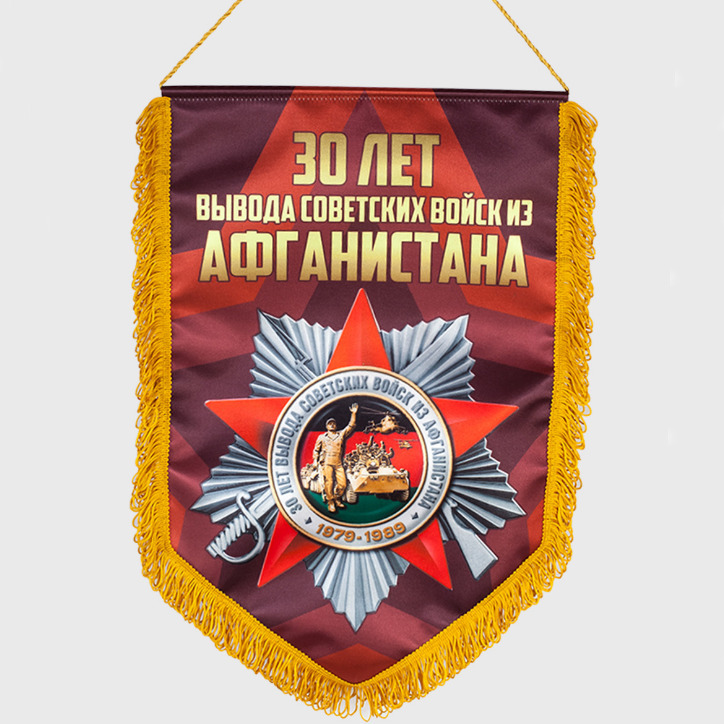 30 ЛЕТ
ВЫВОДА СОВЕТСКИХ ВОЙСК ИЗ
АФГАНИСТАНА
30 ЛЕТ ВЫВОДА СОВЕТСКИХ ВОЙСК ИЗ АФГАНИСТАНА
1979-1989